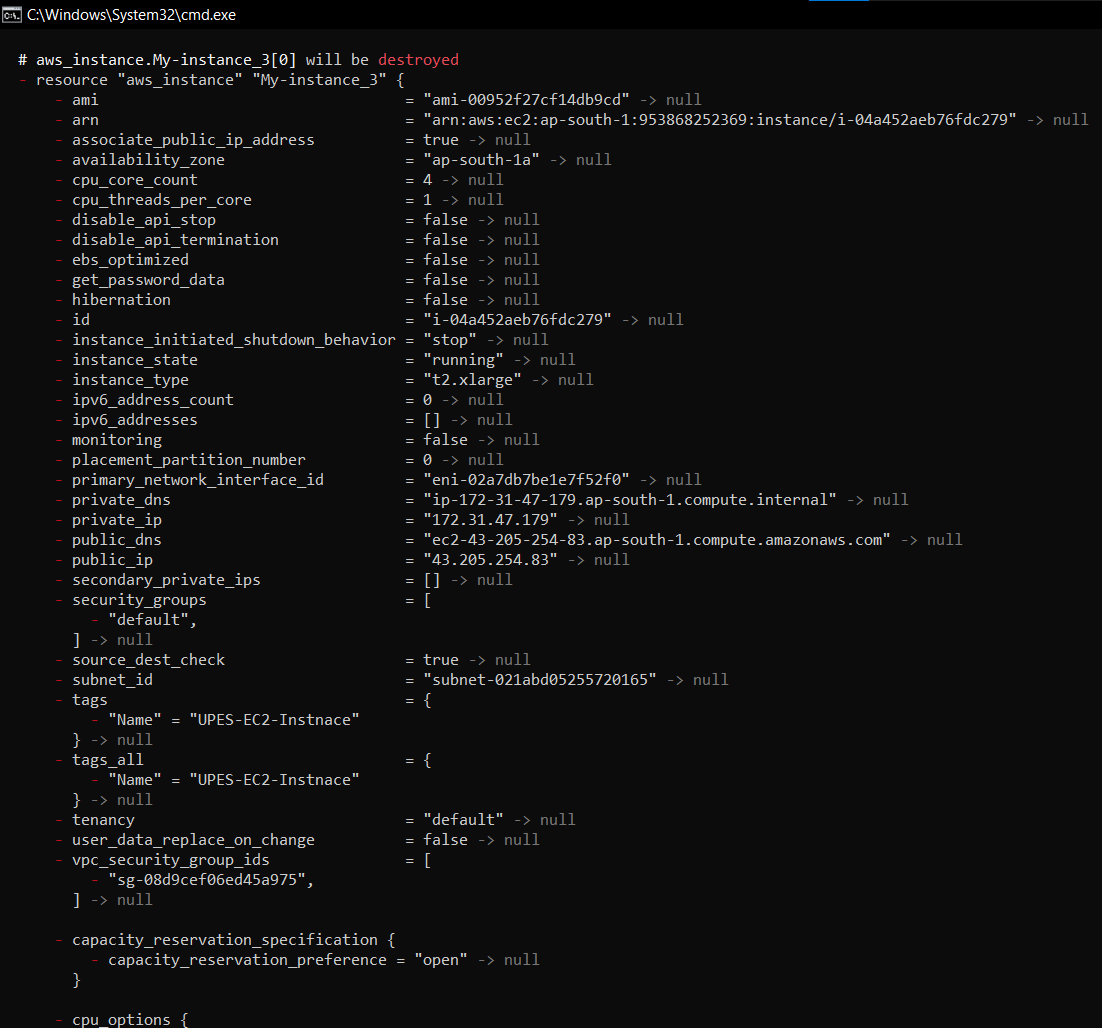 C:\Windows\System32\cmd.exe
# aws_instance.My-instance_3[0] will be destroyed
- resource "aws_instance" "My-instance_3" {
- ami = "ami-00952f27cf14db9cd" -> null
- arn = "arn:aws:ec2:ap-south-1:953868252369:instance/i-04a452aeb76fdc279" -> null
- associate_public_ip_address = true -> null
- availability_zone = "ap-south-1a" -> null
- cpu_core_count = 4 -> null
- cpu_threads_per_core = 1 -> null
- disable_api_stop = false -> null
- disable_api_termination = false -> null
- ebs_optimized = false -> null
- get_password_data = false -> null
- hibernation = false -> null
- id = "i-04a452aeb76fdc279" -> null
- instance_initiated_shutdown_behavior = "stop" -> null
- instance_state = "running" -> null
- instance_type = "t2.xlarge" -> null
- ipv6_address_count = 0 -> null
- ipv6_addresses = [] -> null
- monitoring = false -> null
- placement_partition_number = 0 -> null
- primary_network_interface_id = "eni-02a7db7be1e7f52f0" -> null
- private_dns = "ip-172-31-47-179.ap-south-1.compute.internal" -> null
- private_ip = "172.31.47.179" -> null
- public_dns = "ec2-43-205-254-83.ap-south-1.compute.amazonaws.com" -> null
- public_ip = "43.205.254.83" -> null
- secondary_private_ips = [] -> null
- security_groups = [
- "default",
] -> null
- source_dest_check = true -> null
- subnet_id = "subnet-021abd05255720165" -> null
- tags = {
- "Name" = "UPES-EC2-Instnace"
} -> null
- tags_all = {
- "Name" = "UPES-EC2-Instnace"
} -> null
- tenancy = "default" -> null
- user_data_replace_on_change = false -> null
- vpc_security_group_ids = [
- "sg-08d9cef06ed45a975",
] -> null
- capacity_reservation_specification {
- capacity_reservation_preference = "open" -> null
}
- cpu_options {